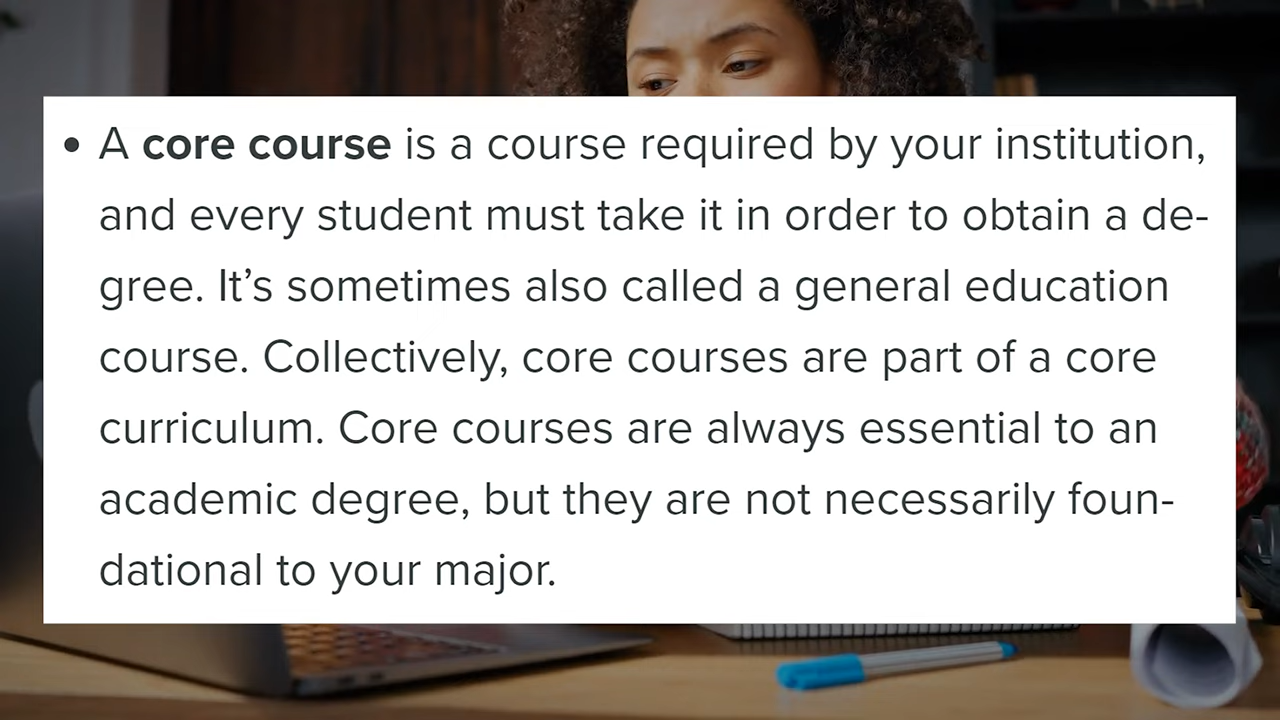 • A core course is a course required by your institution,
and every student must take it in order to obtain a de-
gree. It’s sometimes also called a general education
course. Collectively, core courses are part of a core
curriculum. Core courses are always essential to an
academic degree, but they are not necessarily foun-
dational to your major.